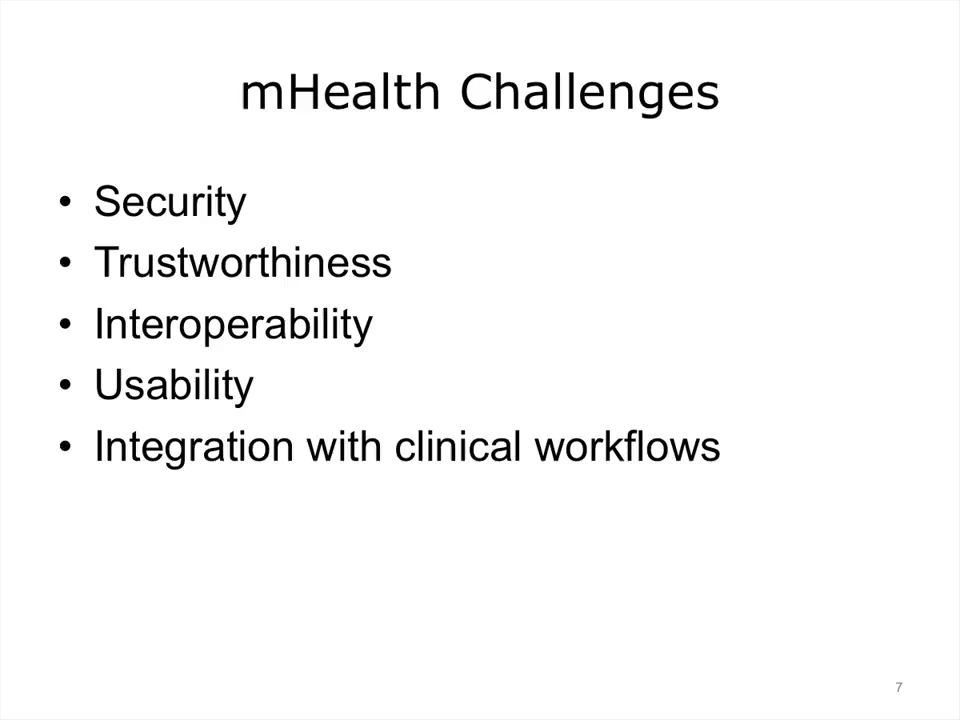 mHealth Challenges
• Security
• Trustworthiness
• Interoperability
• Usability
• Integration with clinical workflows
7